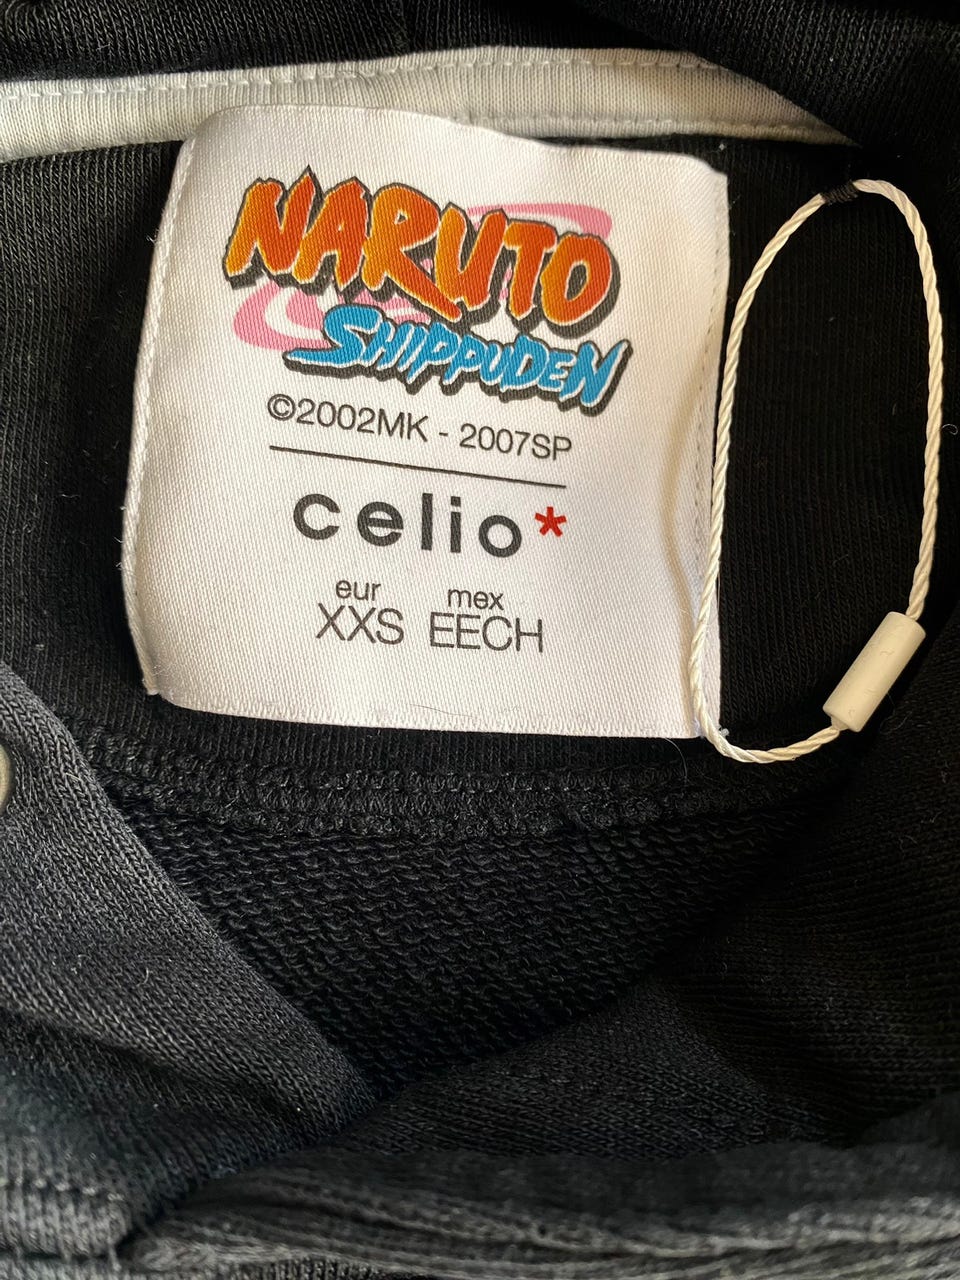 NARUTO
SHIPPUDEN
©2002MK - 2007SP
celio*
eur mex
XXS EECH